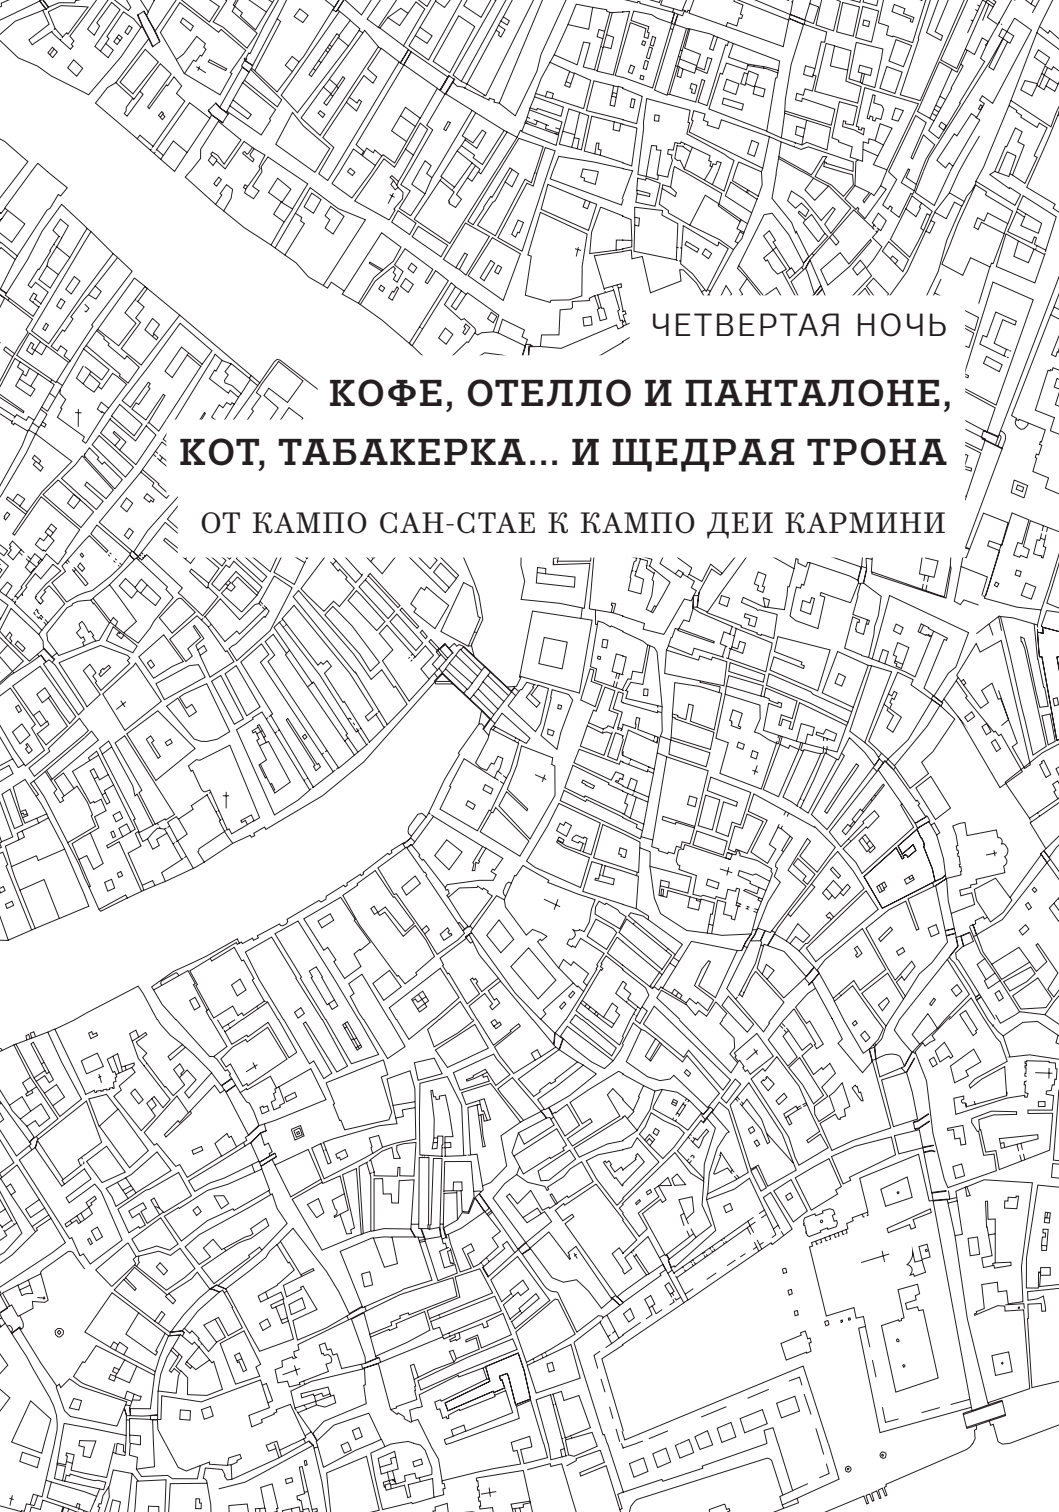 ЧЕТВЕРТАЯ НОЧЬ
КОФЕ, ОТЕЛЛО И ПАНТАЛОНЕ,
КОТ, ТАБАКЕРКА... И ЩЕДРАЯ ТРОНА
ОТ КАМПО САН-СТАЕ К КАМПО ДЕИ КАРМИНИ